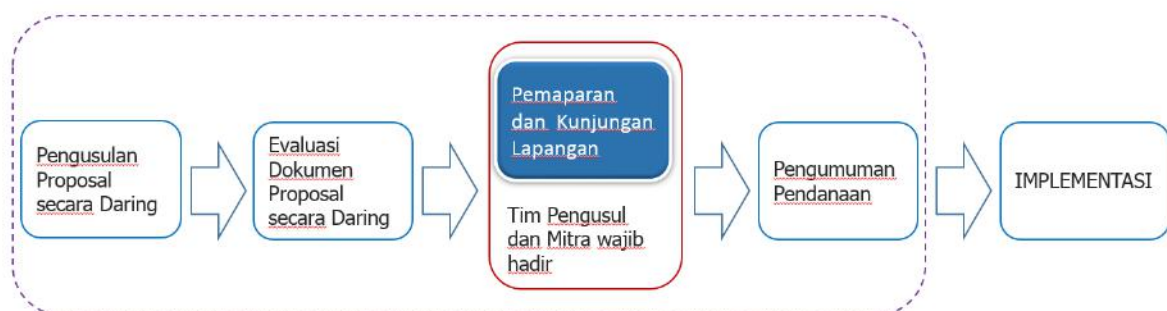 Pengusulan
Proposal
secara Daring
Evaluasi
Dokumen
Proposal
secara Daring
Pemaparan
dan Kunjungan
Lapangan
Tim Pengusul
dan Mitra wajib
hadir
Pengumuman
Pendanaan
IMPLEMENTASI